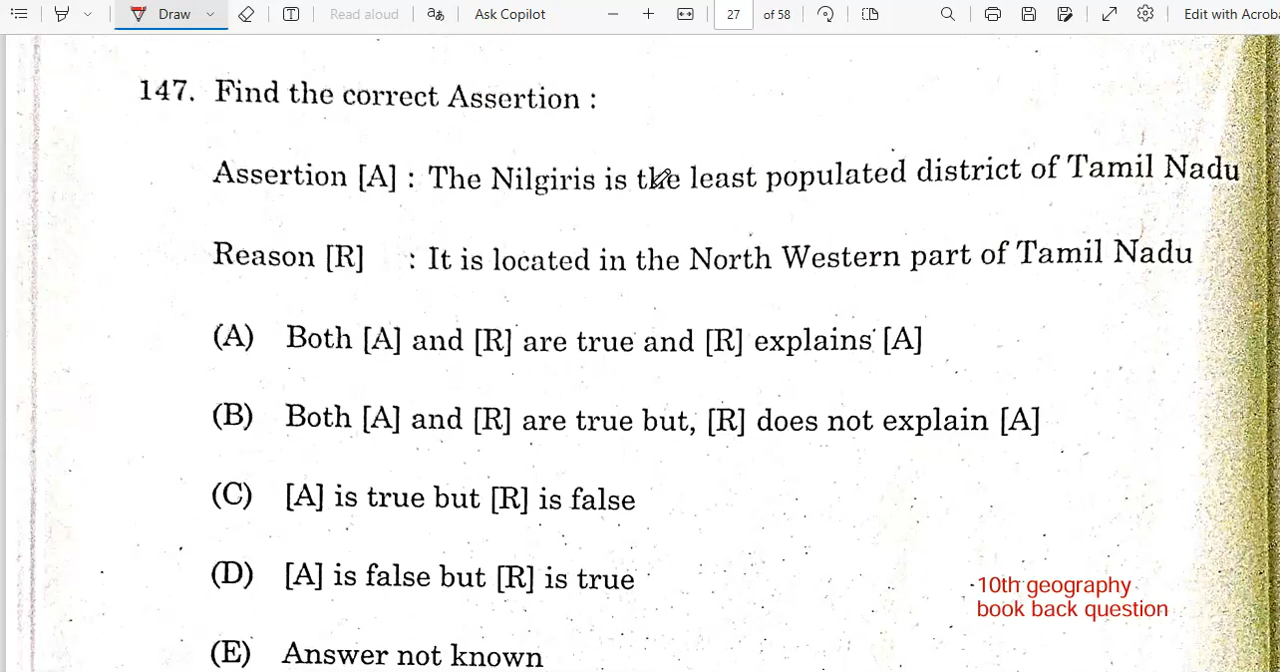 Draw
Read aloud
aあ
Ask Copilot
27 of 58
Edit with Acroba
147. Find the correct Assertion :
Assertion [A] : The Nilgiris is the least populated district of Tamil Nadu
Reason [R] : It is located in the North Western part of Tamil Nadu
(A) Both [A] and [R] are true and [R] explains [A]
(B) Both [A] and [R] are true but, [R] does not explain [A]
(C) [A] is true but [R] is false
(D) [A] is false but [R] is true
10th geography
book back question
(E) Answer not known